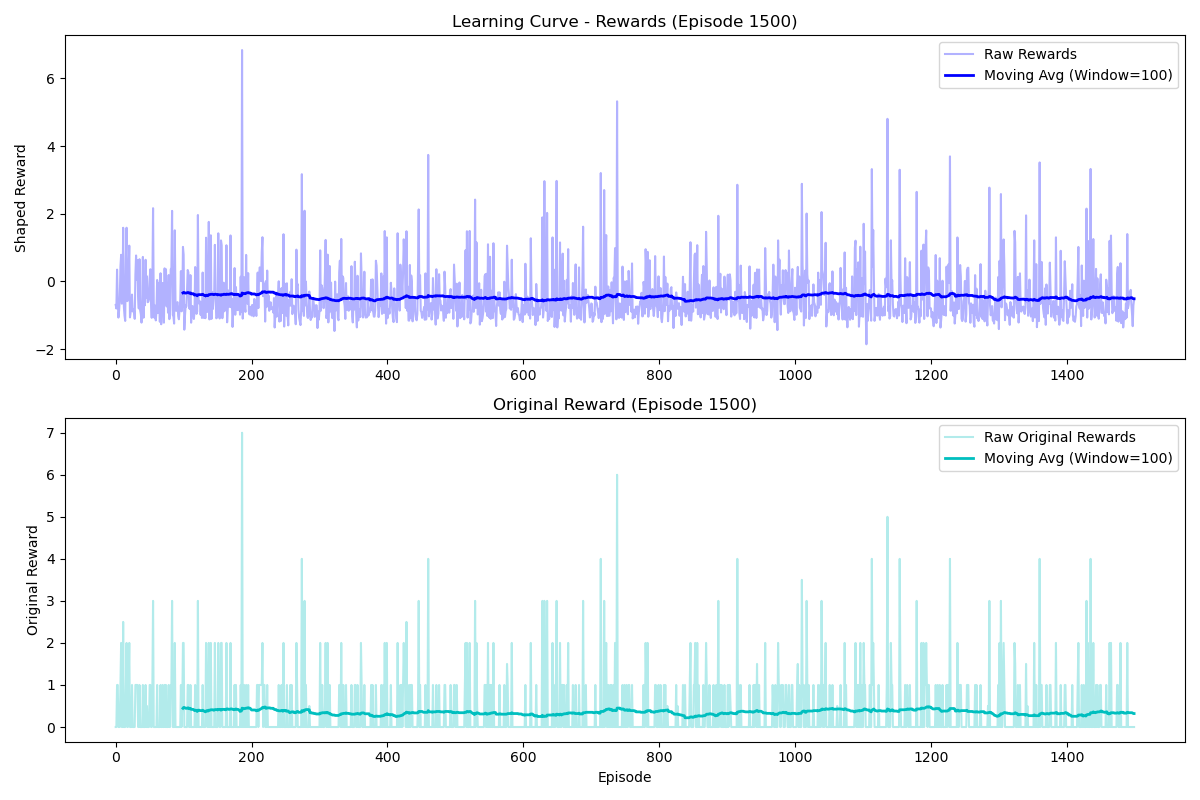 Learning Curve - Rewards (Episode 1500)
Raw Rewards
Moving Avg (Window=100)
Shaped Reward
6
4
2
0
−2
0 200 400 600 800 1000 1200 1400
Original Reward (Episode 1500)
Raw Original Rewards
Moving Avg (Window=100)
Original Reward
7
6
5
4
3
2
1
0
0 200 400 600 800 1000 1200 1400
Episode